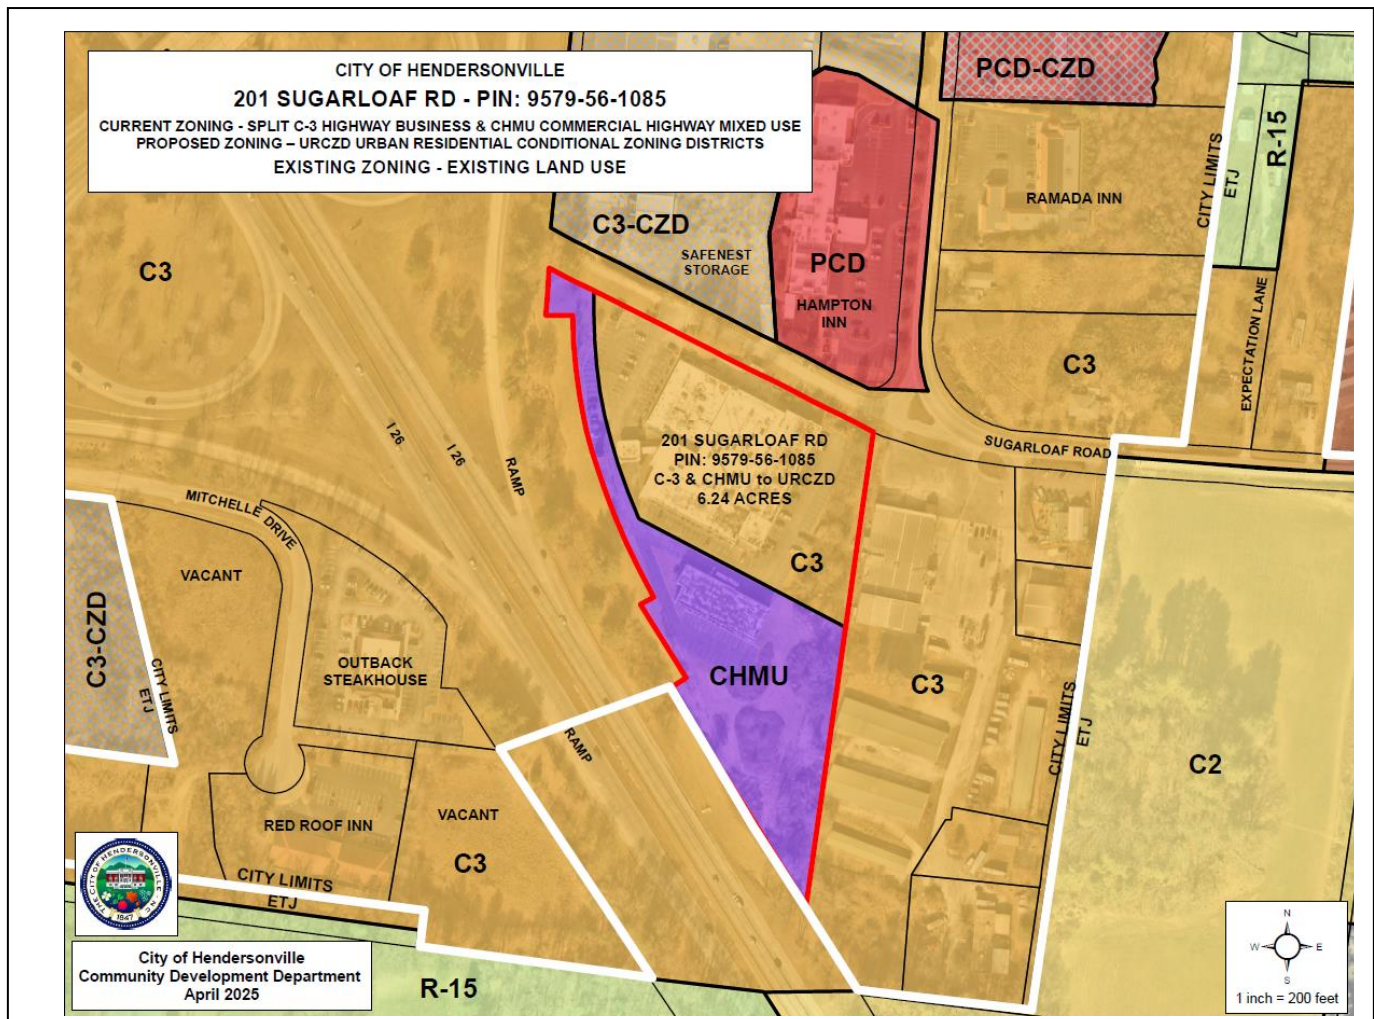 CITY OF HENDERSONVILLE
201 SUGARLOAF RD - PIN: 9579-56-1085
CURRENT ZONING - SPLIT C-3 HIGHWAY BUSINESS & CHMU COMMERCIAL HIGHWAY MIXED USE
PROPOSED ZONING – URCZD URBAN RESIDENTIAL CONDITIONAL ZONING DISTRICTS
EXISTING ZONING - EXISTING LAND USE
PCD-CZD
R-15
CITY LIMITS
ETJ
RAMADA INN
C3-CZD
SAFENEST
STORAGE
PCD
HAMPTON
INN
C3
C3
EXPECTATION LANE
I 26
I 26
RAMP
201 SUGARLOAF RD
PIN: 9579-56-1085
C-3 & CHMU to URCZD
6.24 ACRES
SUGARLOAF ROAD
MITCHELLE DRIVE
VACANT
C3
C3-CZD
CITY LIMITS
ETJ
OUTBACK
STEAKHOUSE
CHMU
C3
CITY LIMITS
ETJ
C2
RAMP
RED ROOF INN
VACANT
C3
CITY LIMITS
ETJ
THE CITY OF HENDERSONVILLE N.C.
1847
City of Hendersonville
Community Development Department
April 2025
R-15
N
W
E
S
1 inch = 200 feet